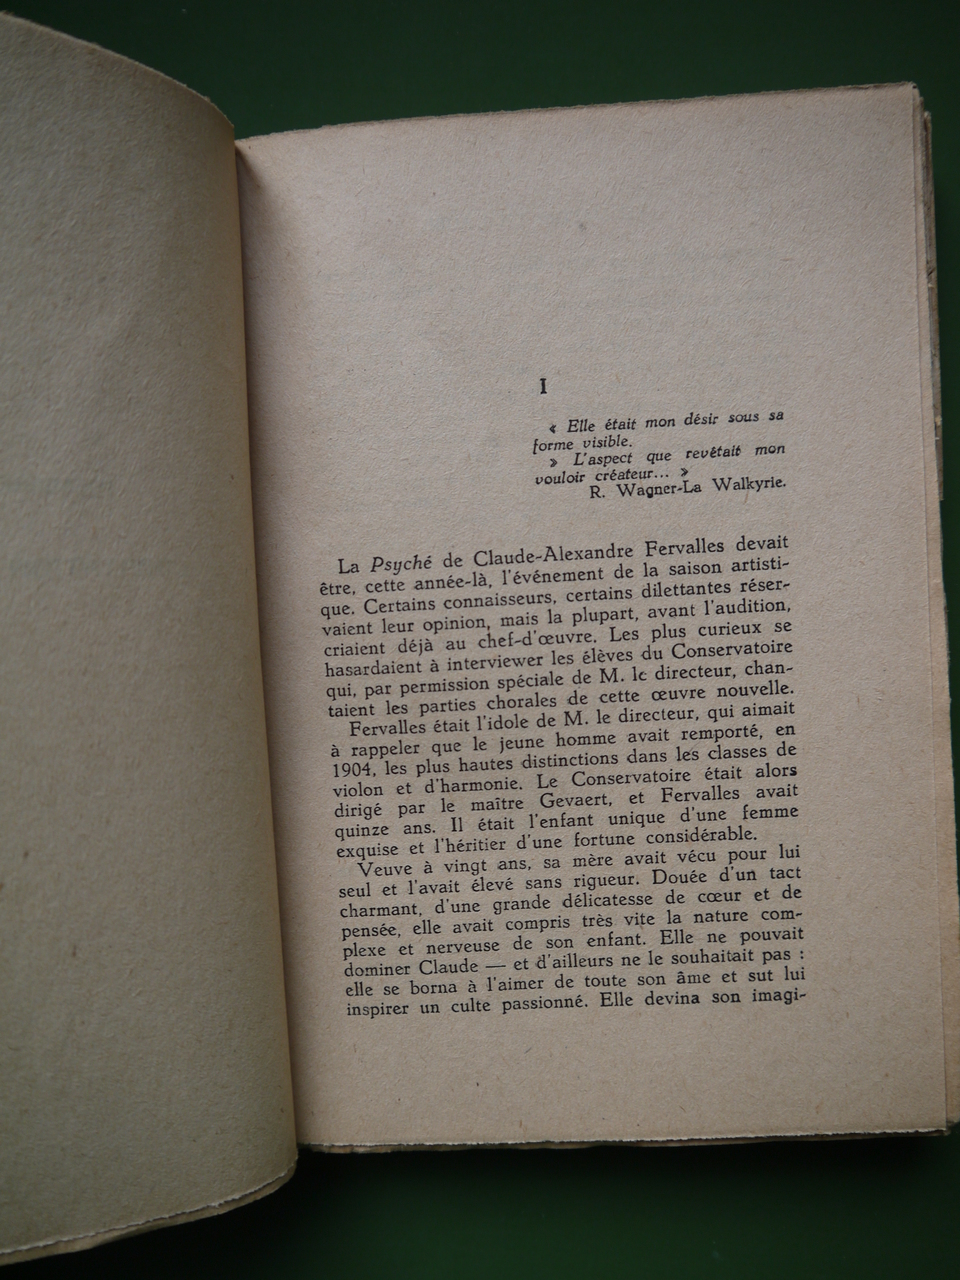 I
« Elle était mon désir sous sa
forme visible.
» L'aspect que revêtait mon
vouloir créateur... »
R. Wagner-La Walkyrie.
La Psyché de Claude-Alexandre Fervalles devait
être, cette année-là, l'événement de la saison artisti-
que. Certains connaisseurs, certains dilettantes réser-
vaient leur opinion, mais la plupart, avant l'audition,
criaient déjà au chef-d'œuvre. Les plus curieux se
hasardaient à interviewer les élèves du Conservatoire
qui, par permission spéciale de M. le directeur, chan-
taient les parties chorales de cette œuvre nouvelle.
Fervalles était l'idole de M. le directeur, qui aimait
à rappeler que le jeune homme avait remporté, en
1904, les plus hautes distinctions dans les classes de
violon et d'harmonie. Le Conservatoire était alors
dirigé par le maître Gevaert, et Fervalles avait
quinze ans. Il était l'enfant unique d'une femme
exquise et l'héritier d'une fortune considérable.
Veuve à vingt ans, sa mère avait vécu pour lui
seul et l'avait élevé sans rigueur. Douée d'un tact
charmant, d'une grande délicatesse de cœur et de
pensée, elle avait compris très vite la nature com-
plexe et nerveuse de son enfant. Elle ne pouvait
dominer Claude — et d'ailleurs ne le souhaitait pas :
elle se borna à l'aimer de toute son âme et sut lui
inspirer un culte passionné. Elle devina son imagi-